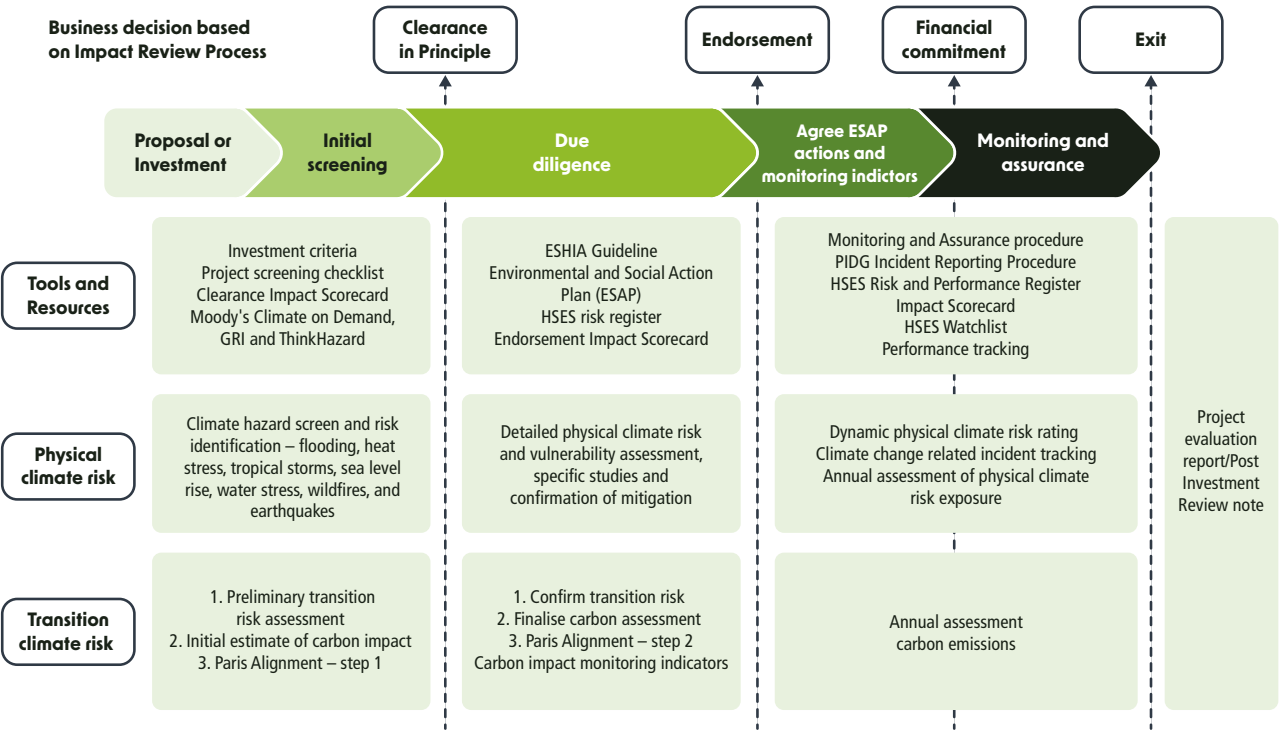 Business decision based
on Impact Review Process
Clearance
in Principle
Endorsement
Financial
commitment
Exit
Proposal or
Investment
Initial
screening
Due
diligence
Agree ESAP
actions and
monitoring indictors
Monitoring and
assurance
Tools and
Resources
Investment criteria
Project screening checklist
Clearance Impact Scorecard
Moody's Climate on Demand,
GRI and ThinkHazard
ESHIA Guideline
Environmental and Social Action
Plan (ESAP)
HSES risk register
Endorsement Impact Scorecard
Monitoring and Assurance procedure
PIDG Incident Reporting Procedure
HSES Risk and Performance Register
Impact Scorecard
HSES Watchlist
Performance tracking
Physical
climate risk
Climate hazard screen and risk
identification – flooding, heat
stress, tropical storms, sea level
rise, water stress, wildfires, and
earthquakes
Detailed physical climate risk
and vulnerability assessment,
specific studies and
confirmation of mitigation
Dynamic physical climate risk rating
Climate change related incident tracking
Annual assessment of physical climate
risk exposure
Project
evaluation
report/Post
Investment
Review note
Transition
climate risk
1. Preliminary transition
risk assessment
2. Initial estimate of carbon impact
3. Paris Alignment – step 1
1. Confirm transition risk
2. Finalise carbon assessment
3. Paris Alignment – step 2
Carbon impact monitoring indicators
Annual assessment
carbon emissions